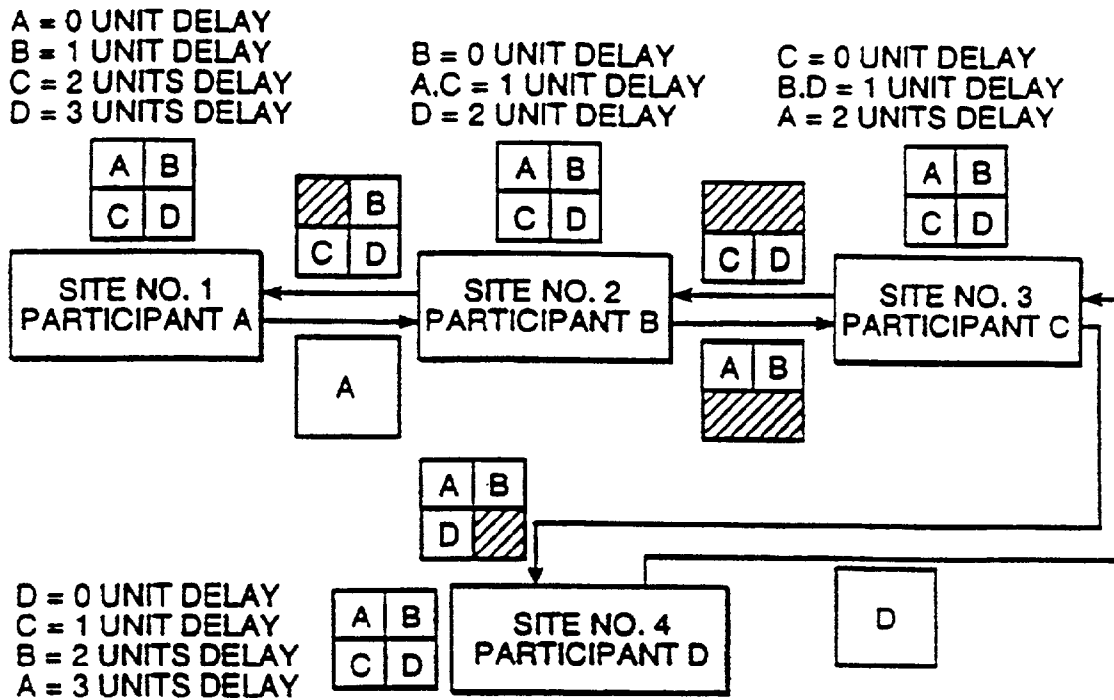 A = 0 UNIT DELAY
B = 1 UNIT DELAY
C = 2 UNITS DELAY
D = 3 UNITS DELAY
B = 0 UNIT DELAY
A.C = 1 UNIT DELAY
D = 2 UNIT DELAY
C = 0 UNIT DELAY
B.D = 1 UNIT DELAY
A = 2 UNITS DELAY
A B
C D
B
C D
A B
C D
C D
A B
C D
SITE NO. 1
PARTICIPANT A
SITE NO. 2
PARTICIPANT B
SITE NO. 3
PARTICIPANT C
A
A B
A B
D
D = 0 UNIT DELAY
C = 1 UNIT DELAY
B = 2 UNITS DELAY
A = 3 UNITS DELAY
A B
C D
SITE NO. 4
PARTICIPANT D
D